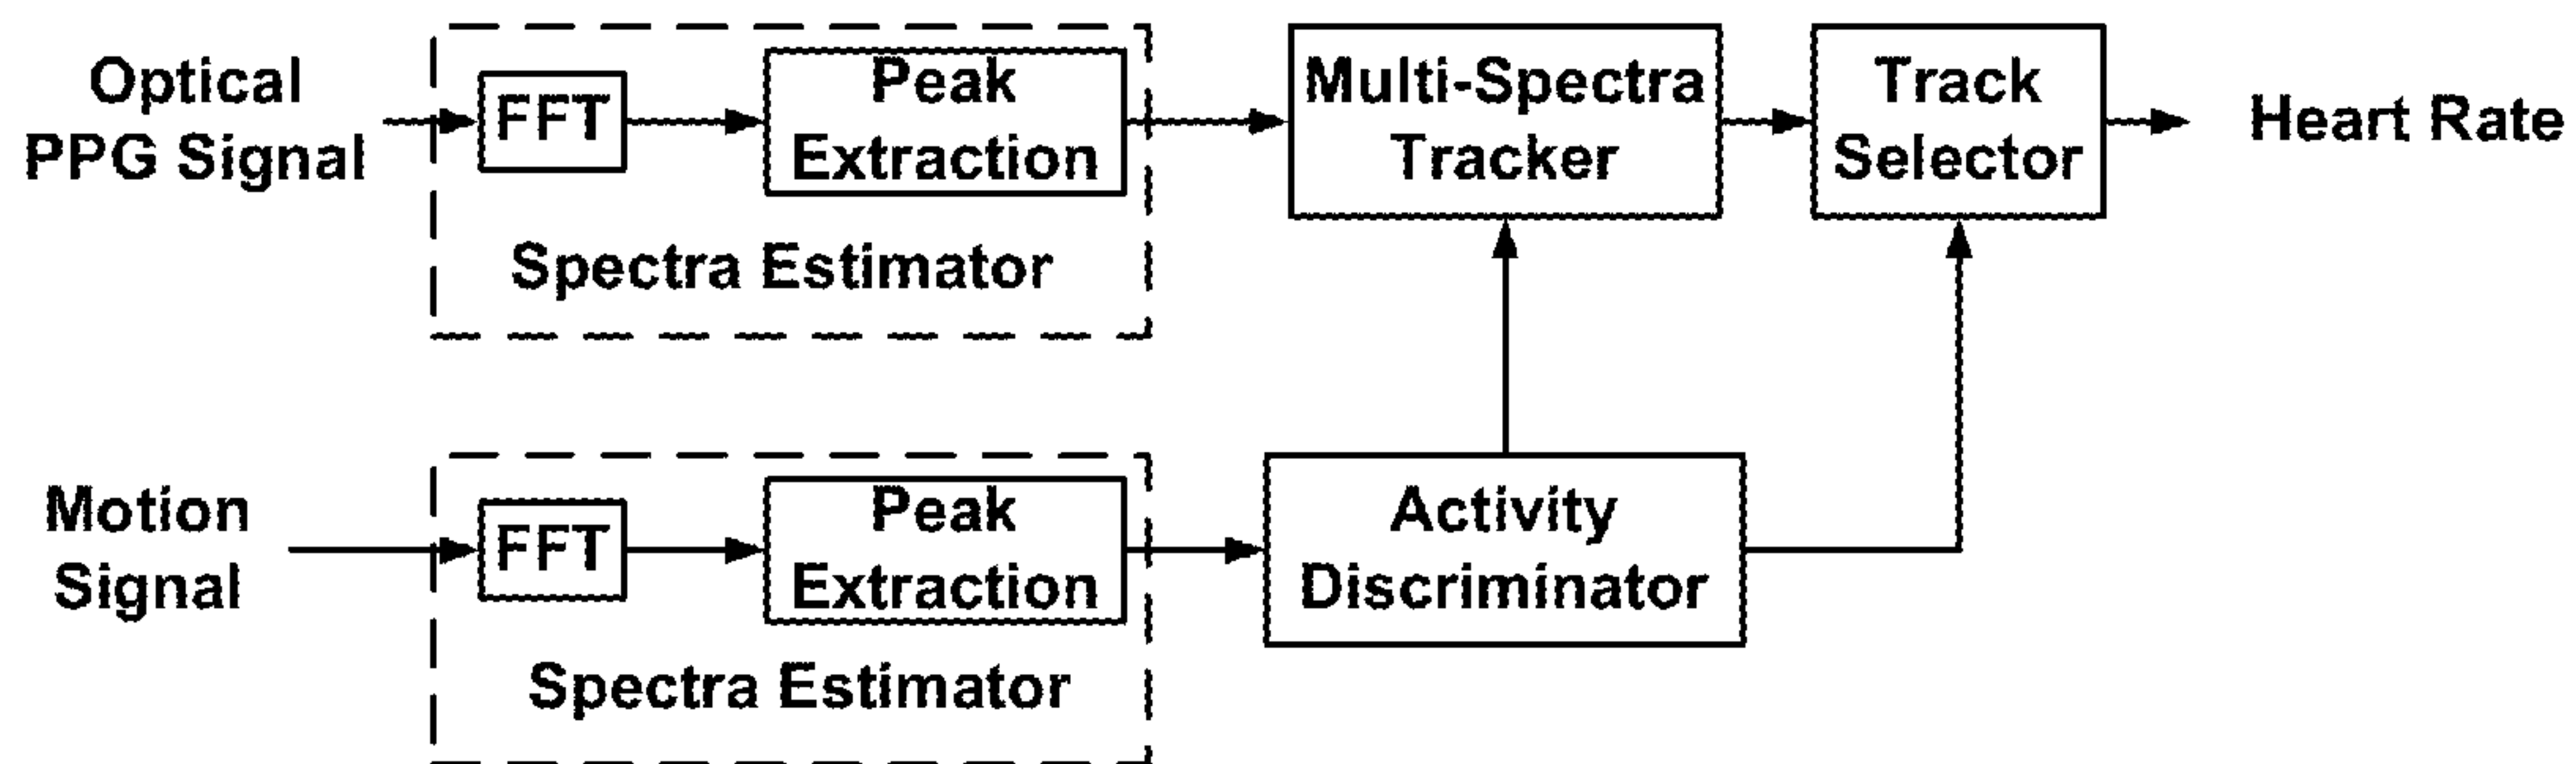 Optical
PPG Signal
FFT
Peak
Extraction
Spectra Estimator
Multi-Spectra
Tracker
Track
Selector
Heart Rate
Motion
Signal
FFT
Peak
Extraction
Spectra Estimator
Activity
Discriminator